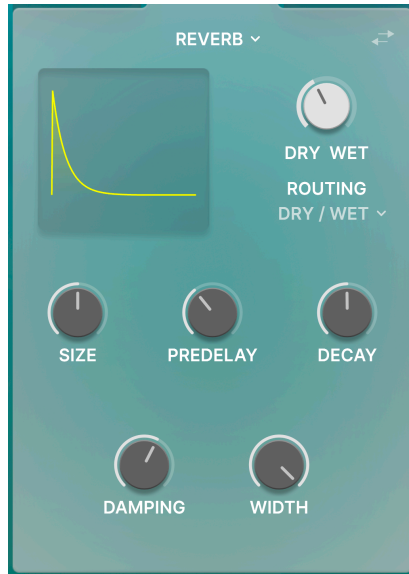 REVERB
DRY WET
ROUTING
DRY / WET
SIZE PREDELAY DECAY
DAMPING WIDTH